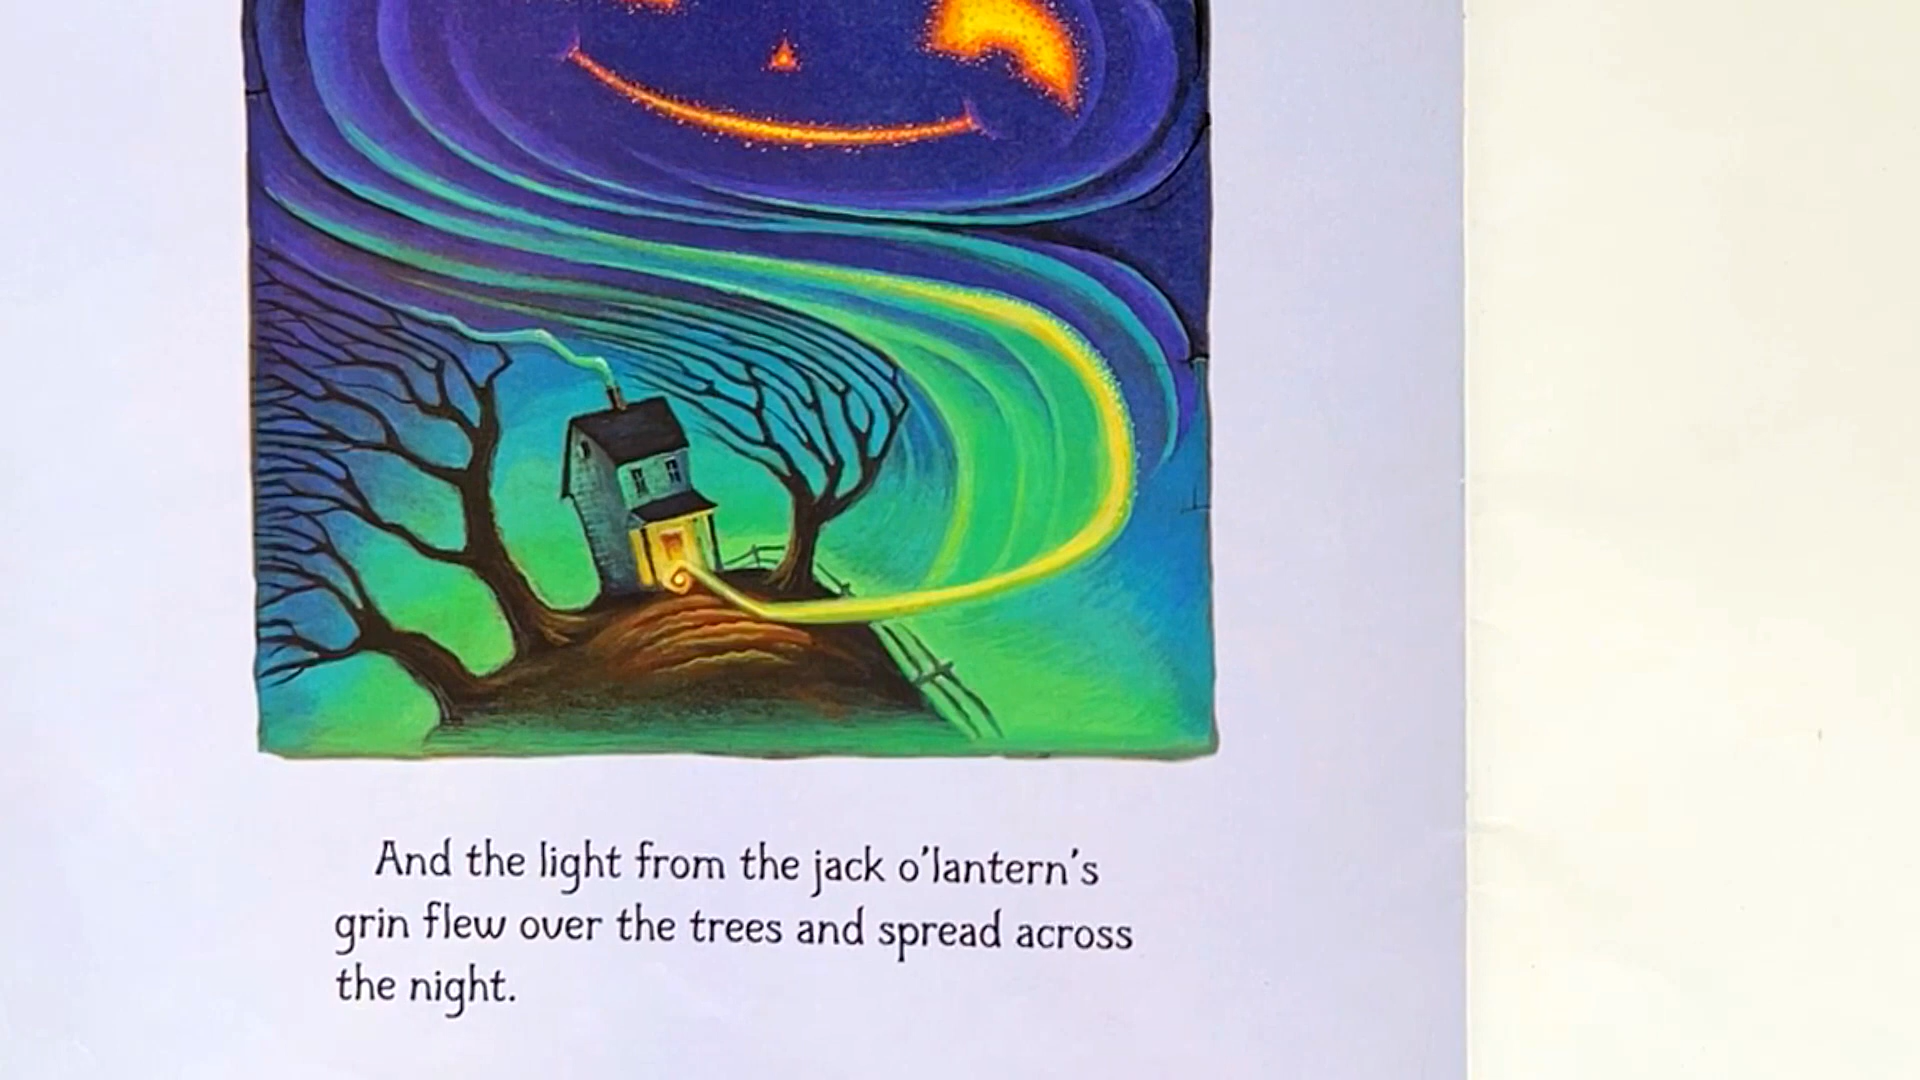 And the light from the jack o'lantern's
grin flew over the trees and spread across
the night.